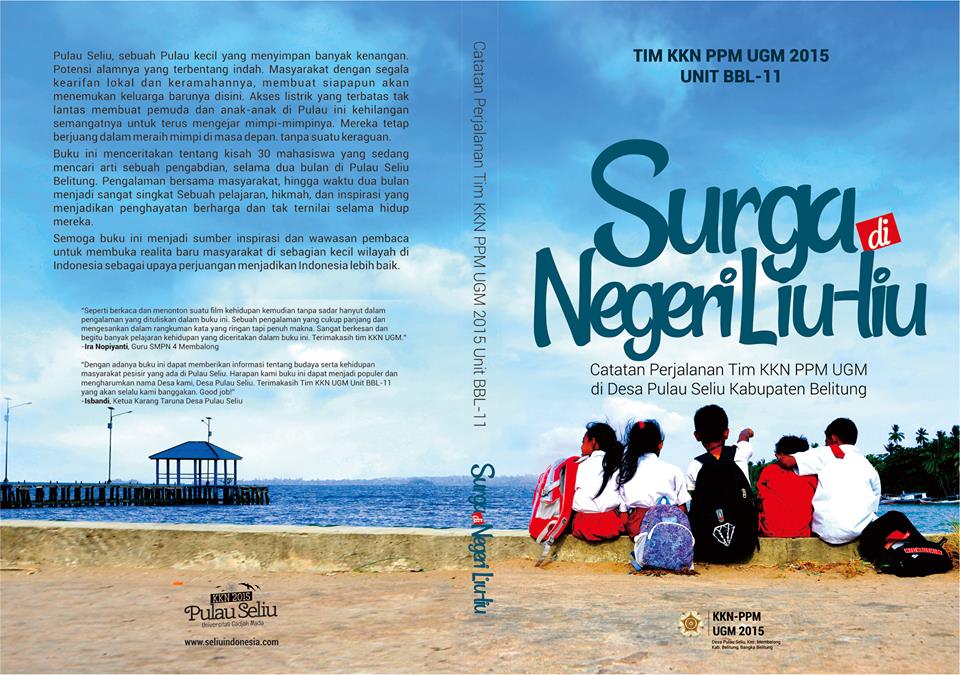 Pulau Seliu, sebuah Pulau kecil yang menyimpan banyak kenangan.
Potensi alamnya yang terbentang indah. Masyarakat dengan segala
kearifan lokal dan keramahannya, membuat siapapun akan
menemukan keluarga barunya disini. Akses listrik yang terbatas tak
lantas membuat pemuda dan anak-anak di Pulau ini kehilangan
semangatnya untuk terus mengejar mimpi-mimpinya. Mereka tetap
berjuang dalam meraih mimpi di masa depan. tanpa suatu keraguan.
Buku ini menceritakan tentang kisah 30 mahasiswa yang sedang
mencari arti sebuah pengabdian, selama dua bulan di Pulau Seliu
Belitung. Pengalaman bersama masyarakat, hingga waktu dua bulan
menjadi sangat singkat Sebuah pelajaran, hikmah, dan inspirasi yang
menjadikan penghayatan berharga dan tak ternilai selama hidup
mereka.
Semoga buku ini menjadi sumber inspirasi dan wawasan pembaca
untuk membuka realita baru masyarakat di sebagian kecil wilayah di
Indonesia sebagai upaya perjuangan menjadikan Indonesia lebih baik.
"Seperti berkaca dan menonton suatu film kehidupan kemudian tanpa sadar hanyut dalam
pengalaman yang dituliskan dalam buku ini. Sebuah pengalaman yang cukup panjang dan
mengesankan dalam rangkuman kata yang ringan tapi penuh makna. Sangat berkesan dan
begitu banyak pelajaran kehidupan yang diceritakan dalam buku ini. Terimakasih tim KKN UGM."
-Ira Nopiyanti, Guru SMPN 4 Membalong
"Dengan adanya buku ini dapat memberikan informasi tentang budaya serta kehidupan
masyarakat pesisir yang ada di Pulau Seliu. Harapan kami buku ini dapat menjadi populer dan
mengharumkan nama Desa kami, Desa Pulau Seliu. Terimakasih Tim KKN UGM Unit BBL-11
yang akan selalu kami banggakan. Good job!"
-Isbandi, Ketua Karang Taruna Desa Pulau Seliu
KKN 2015
Pulau Seliu
Universitas Gadjah Mada
www.seliuindonesia.com
Catatan Perjalanan Tim KKN PPM UGM 2015 Unit BBL-11
Surga di Negeri Liu-liu
TIM KKN PPM UGM 2015
UNIT BBL-11
Surga di
Negeri Liu-liu
Catatan Perjalanan Tim KKN PPM UGM
di Desa Pulau Seliu Kabupaten Belitung
KKN-PPM
UGM 2015
Desa Pulau Seliu, Kec. Membalong
Kab. Belitung, Bangka Belitung